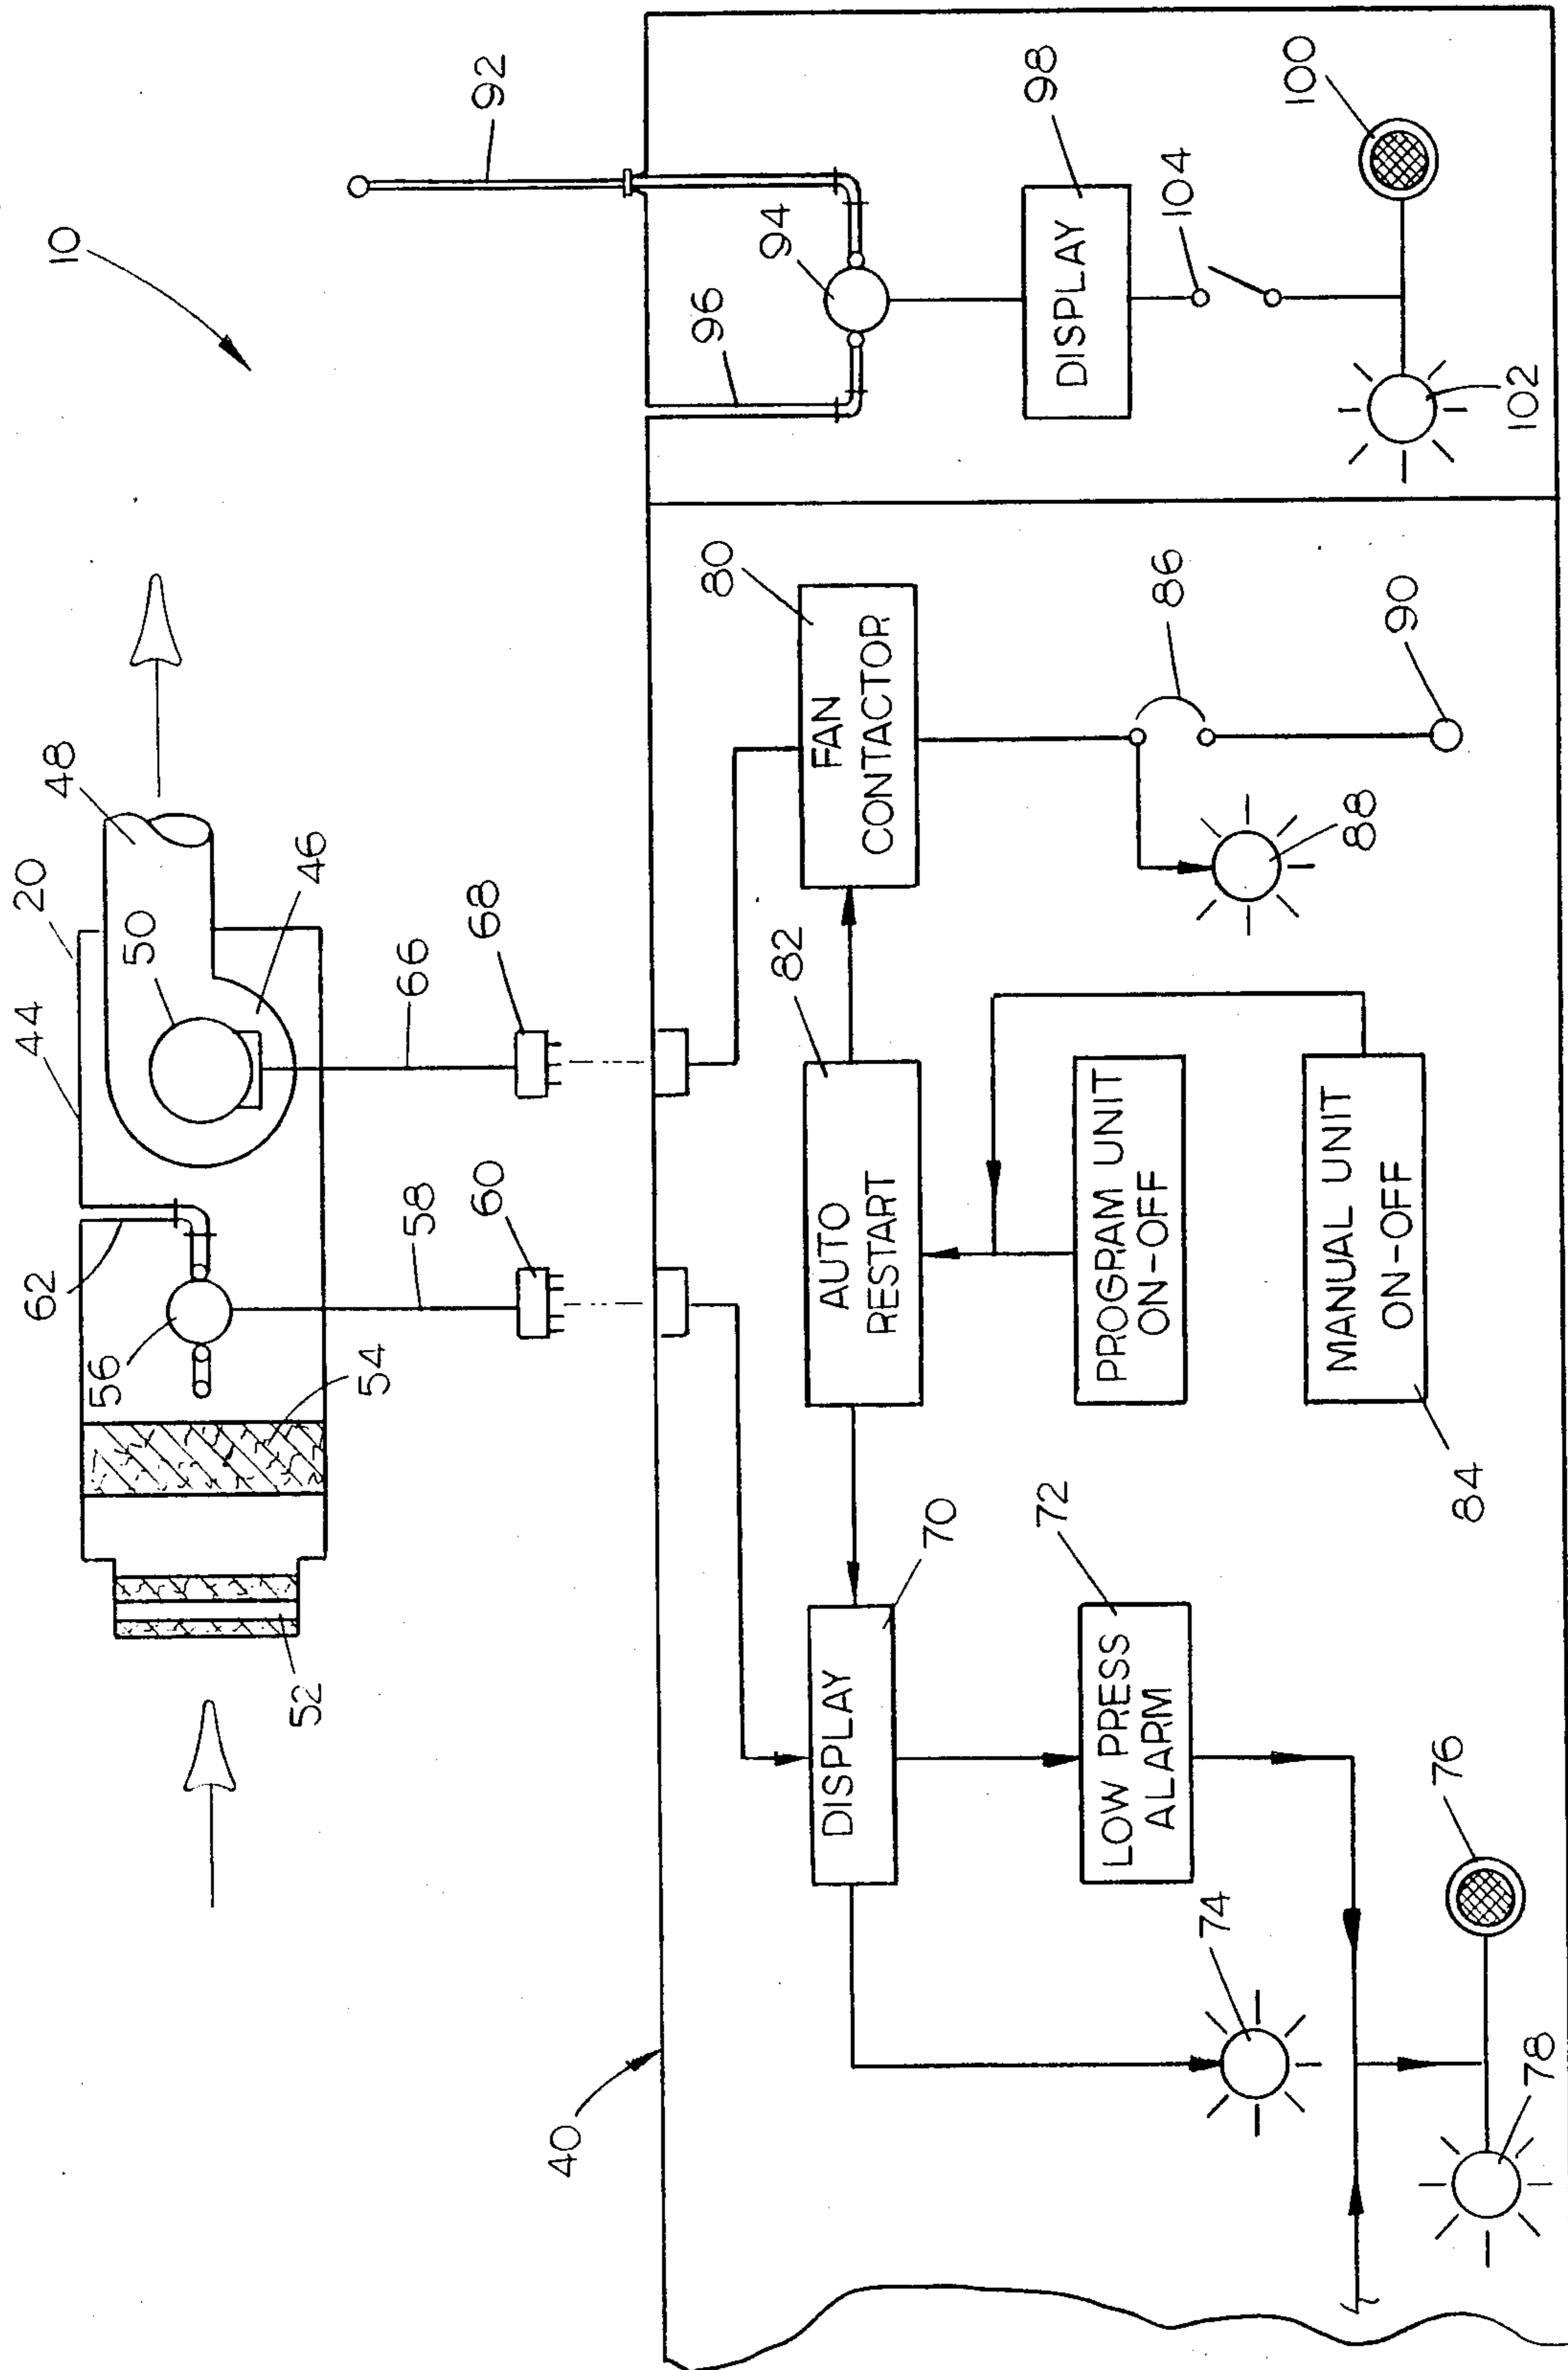 10
20
44
48
50
46
62
56
54
52
58
60
66
68
92
40
DISPLAY
70
LOW PRESS
ALARM
72
74
76
78
AUTO
RESTART
82
PROGRAM UNIT
ON-OFF
MANUAL UNIT
ON-OFF
84
FAN
CONTACTOR
80
86
88
90
96
94
DISPLAY
98
104
100
102